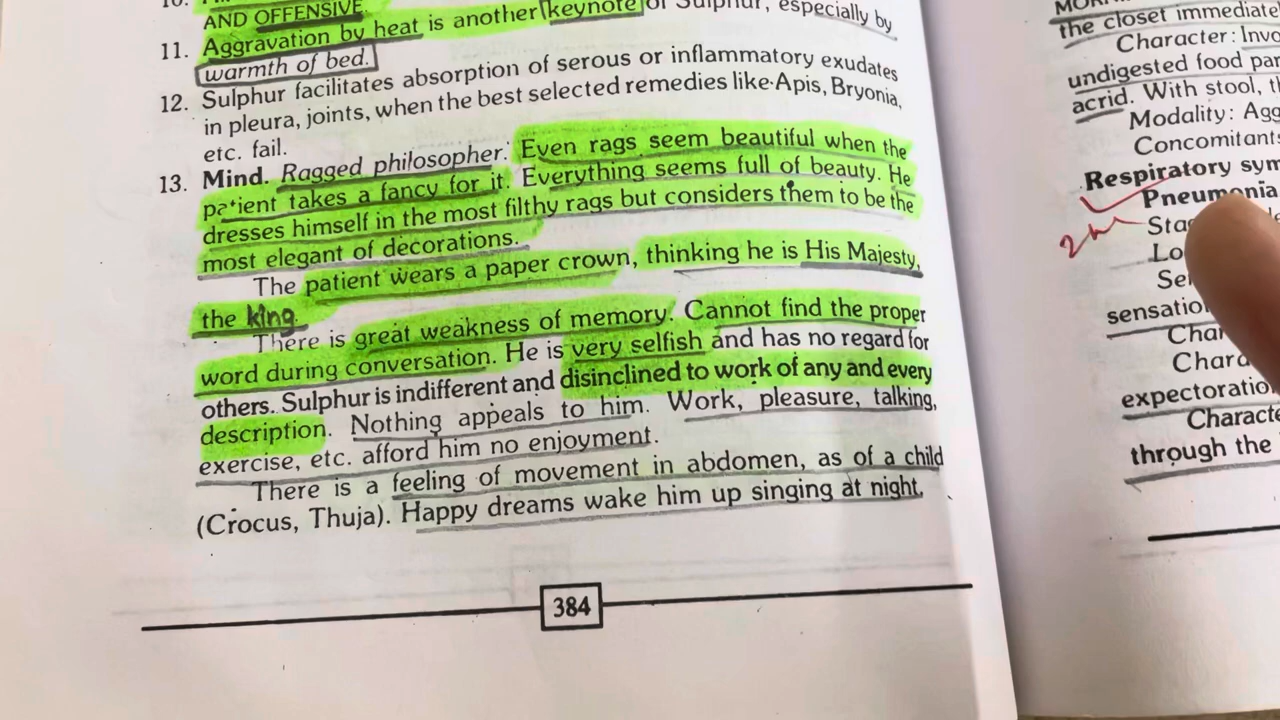 10.
AND OFFENSIVE.
11. Aggravation by heat is another keynote of Sulphur, especially by
warmth of bed.
12. Sulphur facilitates absorption of serous or inflammatory exudates
in pleura, joints, when the best selected remedies like Apis, Bryonia,
etc. fail.
13. Mind. Ragged philosopher. Even rags seem beautiful when the
patient takes a fancy for it. Everything seems full of beauty. He
dresses himself in the most filthy rags but considers them to be the
most elegant of decorations.
The patient wears a paper crown, thinking he is His Majesty,
the king.
There is great weakness of memory. Cannot find the proper
word during conversation. He is very selfish and has no regard for
others. Sulphur is indifferent and disinclined to work of any and every
description. Nothing appeals to him. Work, pleasure, talking,
exercise, etc. afford him no enjoyment.
There is a feeling of movement in abdomen, as of a child
(Crocus, Thuja). Happy dreams wake him up singing at night.
384
the closet immediate
Character: Invo
undigested food par
acrid. With stool, th
Modality: Agg
Concomitant
Respiratory sym
Pneumonia
Sta
Lo
Se
sensatio
Char
Chara
expectoratio
Characte
through the